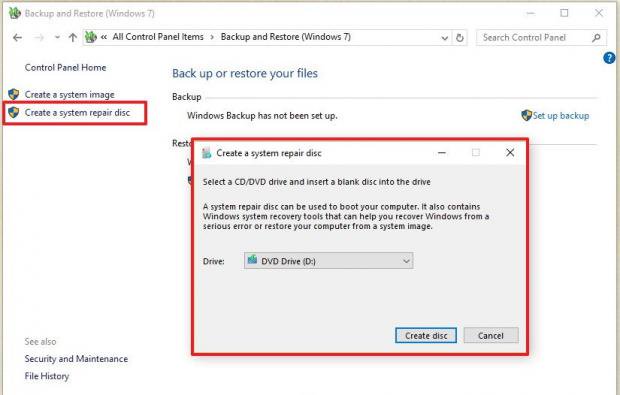 Backup and Restore (Windows 7)
« All Control Panel Items > Backup and Restore (Windows 7)
Search Control Panel
Control Panel Home
Create a system image
Create a system repair disc
Back up or restore your files
Backup
Windows Backup has not been set up.
Set up backup
Resto
W
Create a system repair disc
Select a CD/DVD drive and insert a blank disc into the drive
A system repair disc can be used to boot your computer. It also contains
Windows system recovery tools that can help you recover Windows from a
serious error or restore your computer from a system image.
Drive:
DVD Drive (D:)
Create disc
Cancel
See also
Security and Maintenance
File History